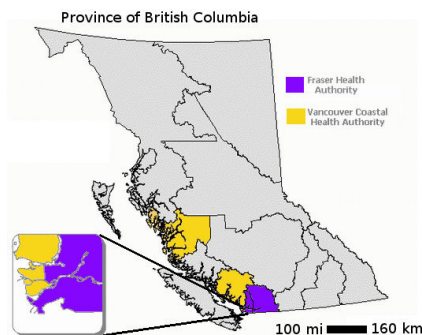 Province of British Columbia
Fraser Health
Authority
Vancouver Coastal
Health Authority
100 mi 160 km